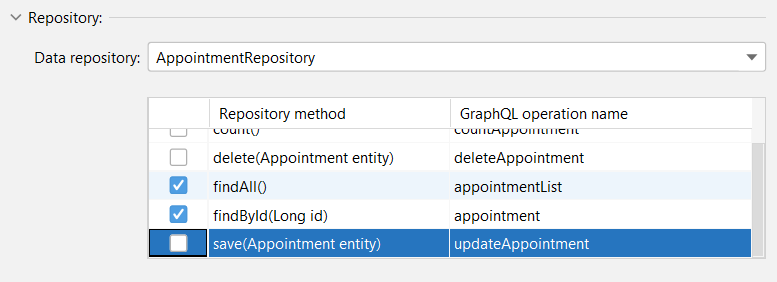 Repository:
Data repository: AppointmentRepository
Repository method GraphQL operation name
count() countAppointment
delete(Appointment entity) deleteAppointment
findAll() appointmentList
findById(Long id) appointment
save(Appointment entity) updateAppointment